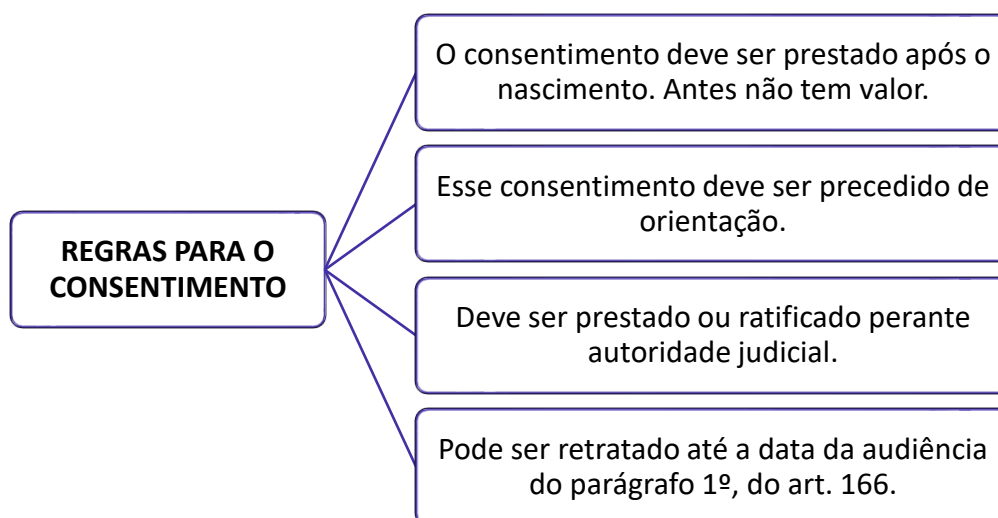 REGRAS PARA O
CONSENTIMENTO
O consentimento deve ser prestado após o
nascimento. Antes não tem valor.
Esse consentimento deve ser precedido de
orientação.
Deve ser prestado ou ratificado perante
autoridade judicial.
Pode ser retratado até a data da audiência
do parágrafo 1º, do art. 166.